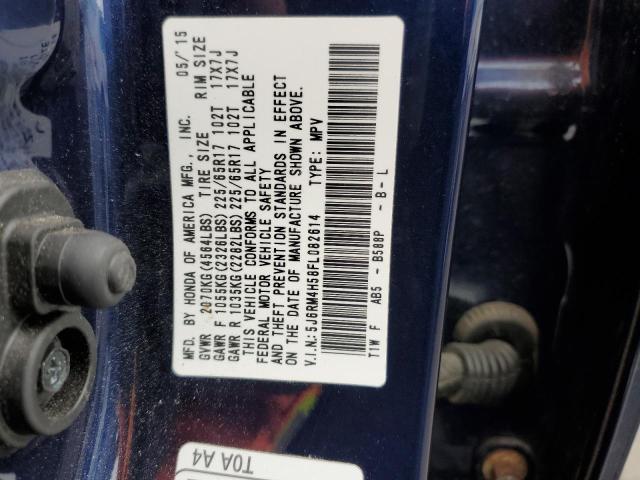 MFD. BY HONDA OF AMERICA MFG., INC. 05/15
GVWR 2079KG(4584LBS) TIRE SIZE RIM SIZE
GAWR F 1055KG(2326LBS) 225/65R17 102T 17X7J
GAWR R 1035KG(2282LBS) 225/65R17 102T 17X7J
THIS VEHICLE CONFORMS TO ALL APPLICABLE
FEDERAL MOTOR VEHICLE SAFETY
AND THEFT PREVENTION STANDARDS IN EFFECT
ON THE DATE OF MANUFACTURE SHOWN ABOVE.
V.I.N.:5J6RM4H58FL082614 TYPE: MPV
T1W F AB5 - B588P - B - L
T0A A4